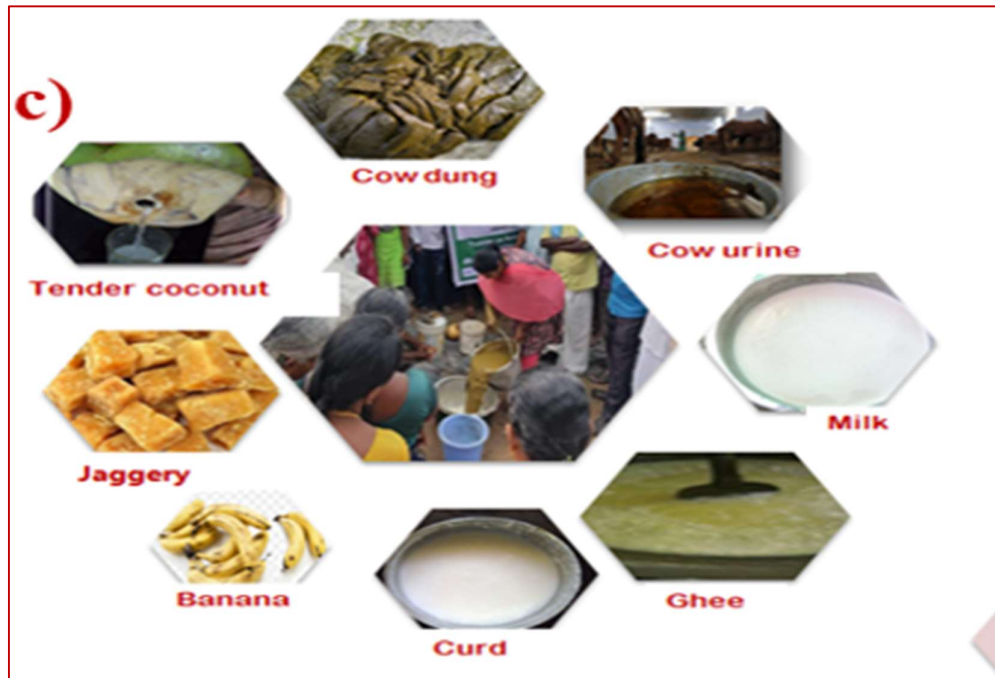 c)
Cow dung
Cow urine
Tender coconut
Milk
Jaggery
Ghee
Banana
Curd